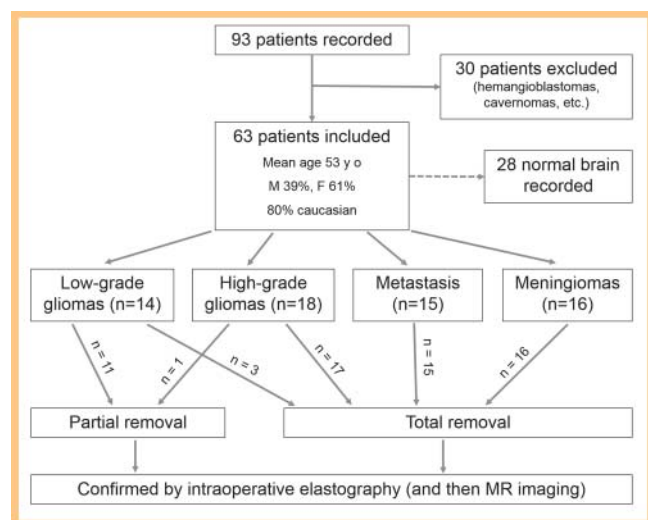 93 patients recorded
30 patients excluded
(hemangioblastomas,
cavernomas, etc.)
63 patients included
Mean age 53 y o
M 39%, F 61%
80% caucasian
28 normal brain
recorded
Low-grade
gliomas (n=14)
High-grade
gliomas (n=18)
Metastasis
(n=15)
Meningiomas
(n=16)
n = 11
n = 1
n = 3
n = 17
n = 15
n = 16
Partial removal
Total removal
Confirmed by intraoperative elastography (and then MR imaging)